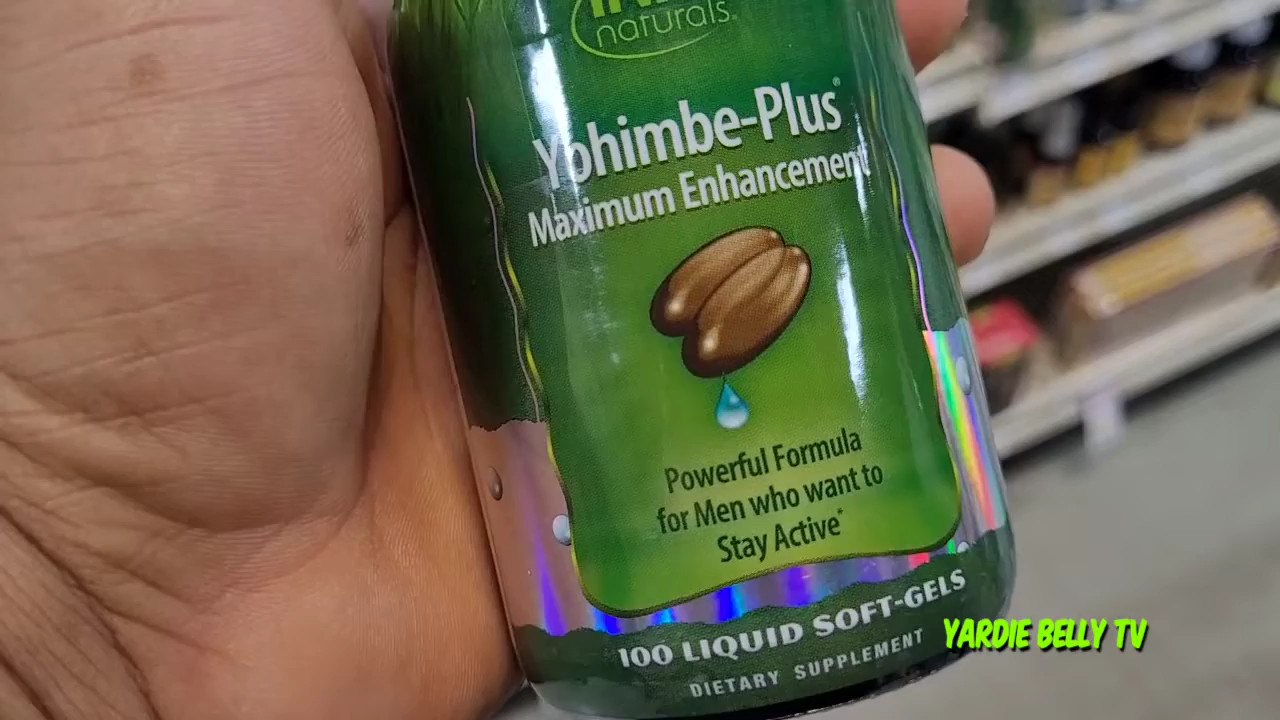 naturals®
Yohimbe-Plus®
Maximum Enhancement
Powerful Formula
for Men who want to
Stay Active*
100 LIQUID SOFT-GELS
DIETARY SUPPLEMENT
YARDIE BELLY TV